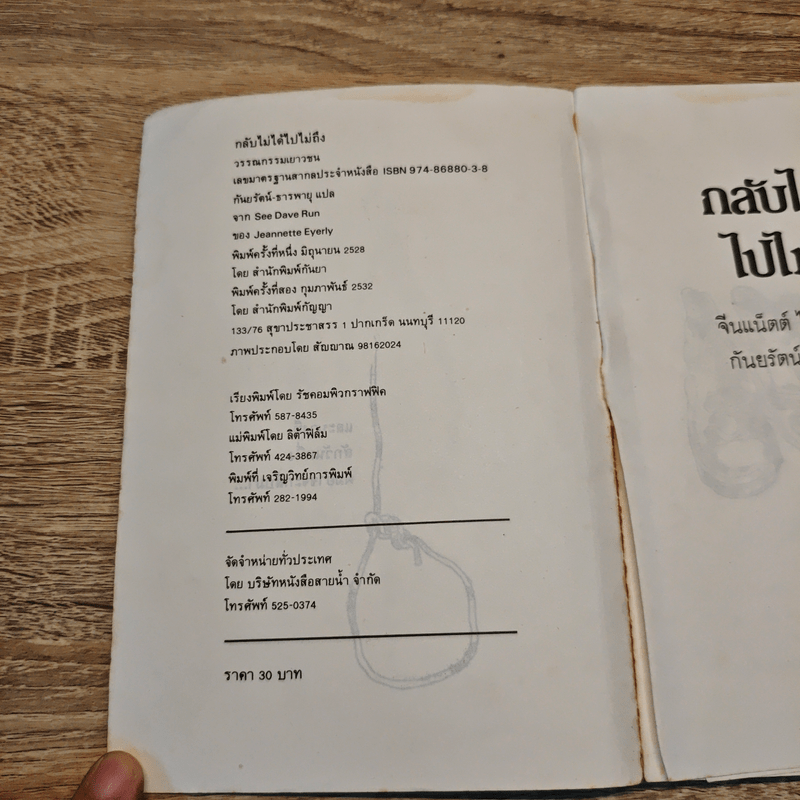 กลับไม่ได้ไปไม่ถึง
วรรณกรรมเยาวชน
เลขมาตรฐานสากลประจำหนังสือ ISBN 974-86880-3-8
กันยรัตน์-ธารพายุ แปล
จาก See Dave Run
ของ Jeannette Eyerly
พิมพ์ครั้งที่หนึ่ง มิถุนายน 2528
โดย สำนักพิมพ์กันยา
พิมพ์ครั้งที่สอง กุมภาพันธ์ 2532
โดย สำนักพิมพ์กัญญา
133/76 สุขาประชาสรร 1 ปากเกร็ด นนทบุรี 11120
ภาพประกอบโดย สัญญาณ 98162024
เรียงพิมพ์โดย รัชคอมพิวกราฟฟิค
โทรศัพท์ 587-8435
แม่พิมพ์โดย ลิต้าฟิล์ม
โทรศัพท์ 424-3867
พิมพ์ที่ เจริญวิทย์การพิมพ์
โทรศัพท์ 282-1994
จัดจำหน่ายทั่วประเทศ
โดย บริษัทหนังสือสายน้ำ จำกัด
โทรศัพท์ 525-0374
ราคา 30 บาท
กลับไ
ไปไม
จีนแน็ตต์
กันยรัตน์